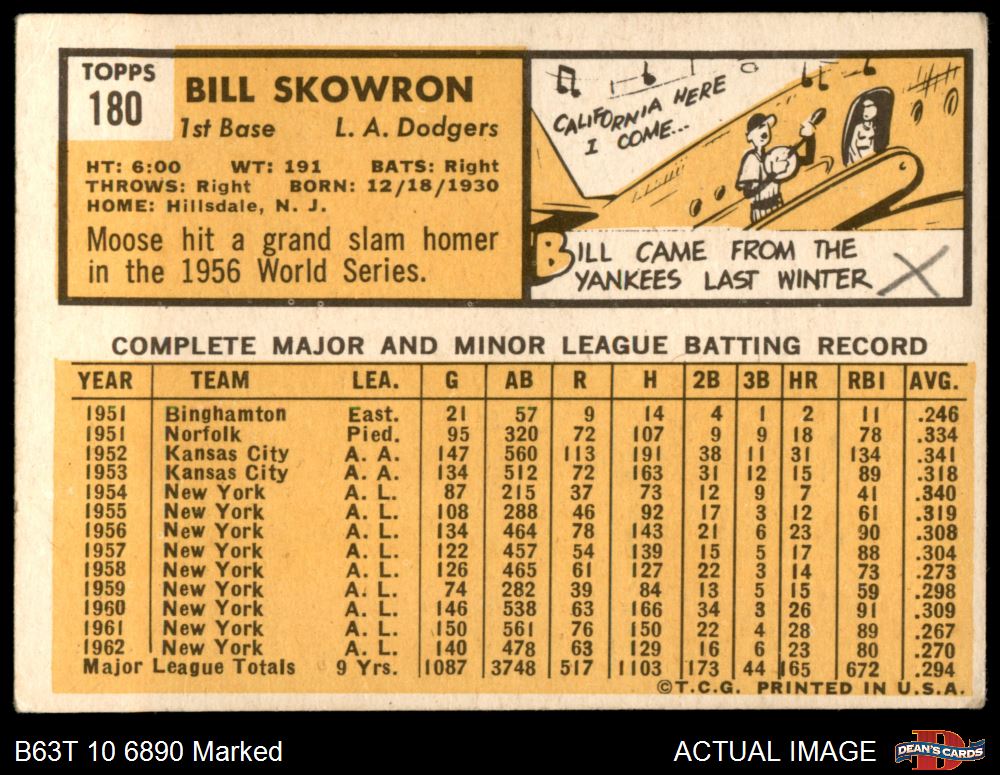 TOPPS
180
BILL SKOWRON
1st Base L. A. Dodgers
HT: 6:00 WT: 191 BATS: Right
THROWS: Right BORN: 12/18/1930
HOME: Hillsdale, N. J.
Moose hit a grand slam homer
in the 1956 World Series.
CALIFORNIA HERE
I COME...
BILL CAME FROM THE
YANKEES LAST WINTER
COMPLETE MAJOR AND MINOR LEAGUE BATTING RECORD
YEAR TEAM LEA. G AB R H 2B 3B HR RBI AVG.
1951 Binghamton East. 21 57 9 14 4 1 2 11 .246
1951 Norfolk Pied. 95 320 72 107 9 9 18 78 .334
1952 Kansas City A. A. 147 560 113 191 38 11 31 134 .341
1953 Kansas City A. A. 134 512 72 163 31 12 15 89 .318
1954 New York A. L. 87 215 37 73 12 9 7 41 .340
1955 New York A. L. 108 288 46 92 17 3 12 61 .319
1956 New York A. L. 134 464 78 143 21 6 23 90 .308
1957 New York A. L. 122 457 54 139 15 5 17 88 .304
1958 New York A. L. 126 465 61 127 22 3 14 73 .273
1959 New York A. L. 74 282 39 84 13 5 15 59 .298
1960 New York A. L. 146 538 63 166 34 3 26 91 .309
1961 New York A. L. 150 561 76 150 22 4 28 89 .267
1962 New York A. L. 140 478 63 129 16 6 23 80 .270
Major League Totals 9 Yrs. 1087 3748 517 1103 173 44 165 672 .294
©T.C.G. PRINTED IN U.S.A.
B63T 10 6890 Marked
ACTUAL IMAGE
DEAN'S CARDS